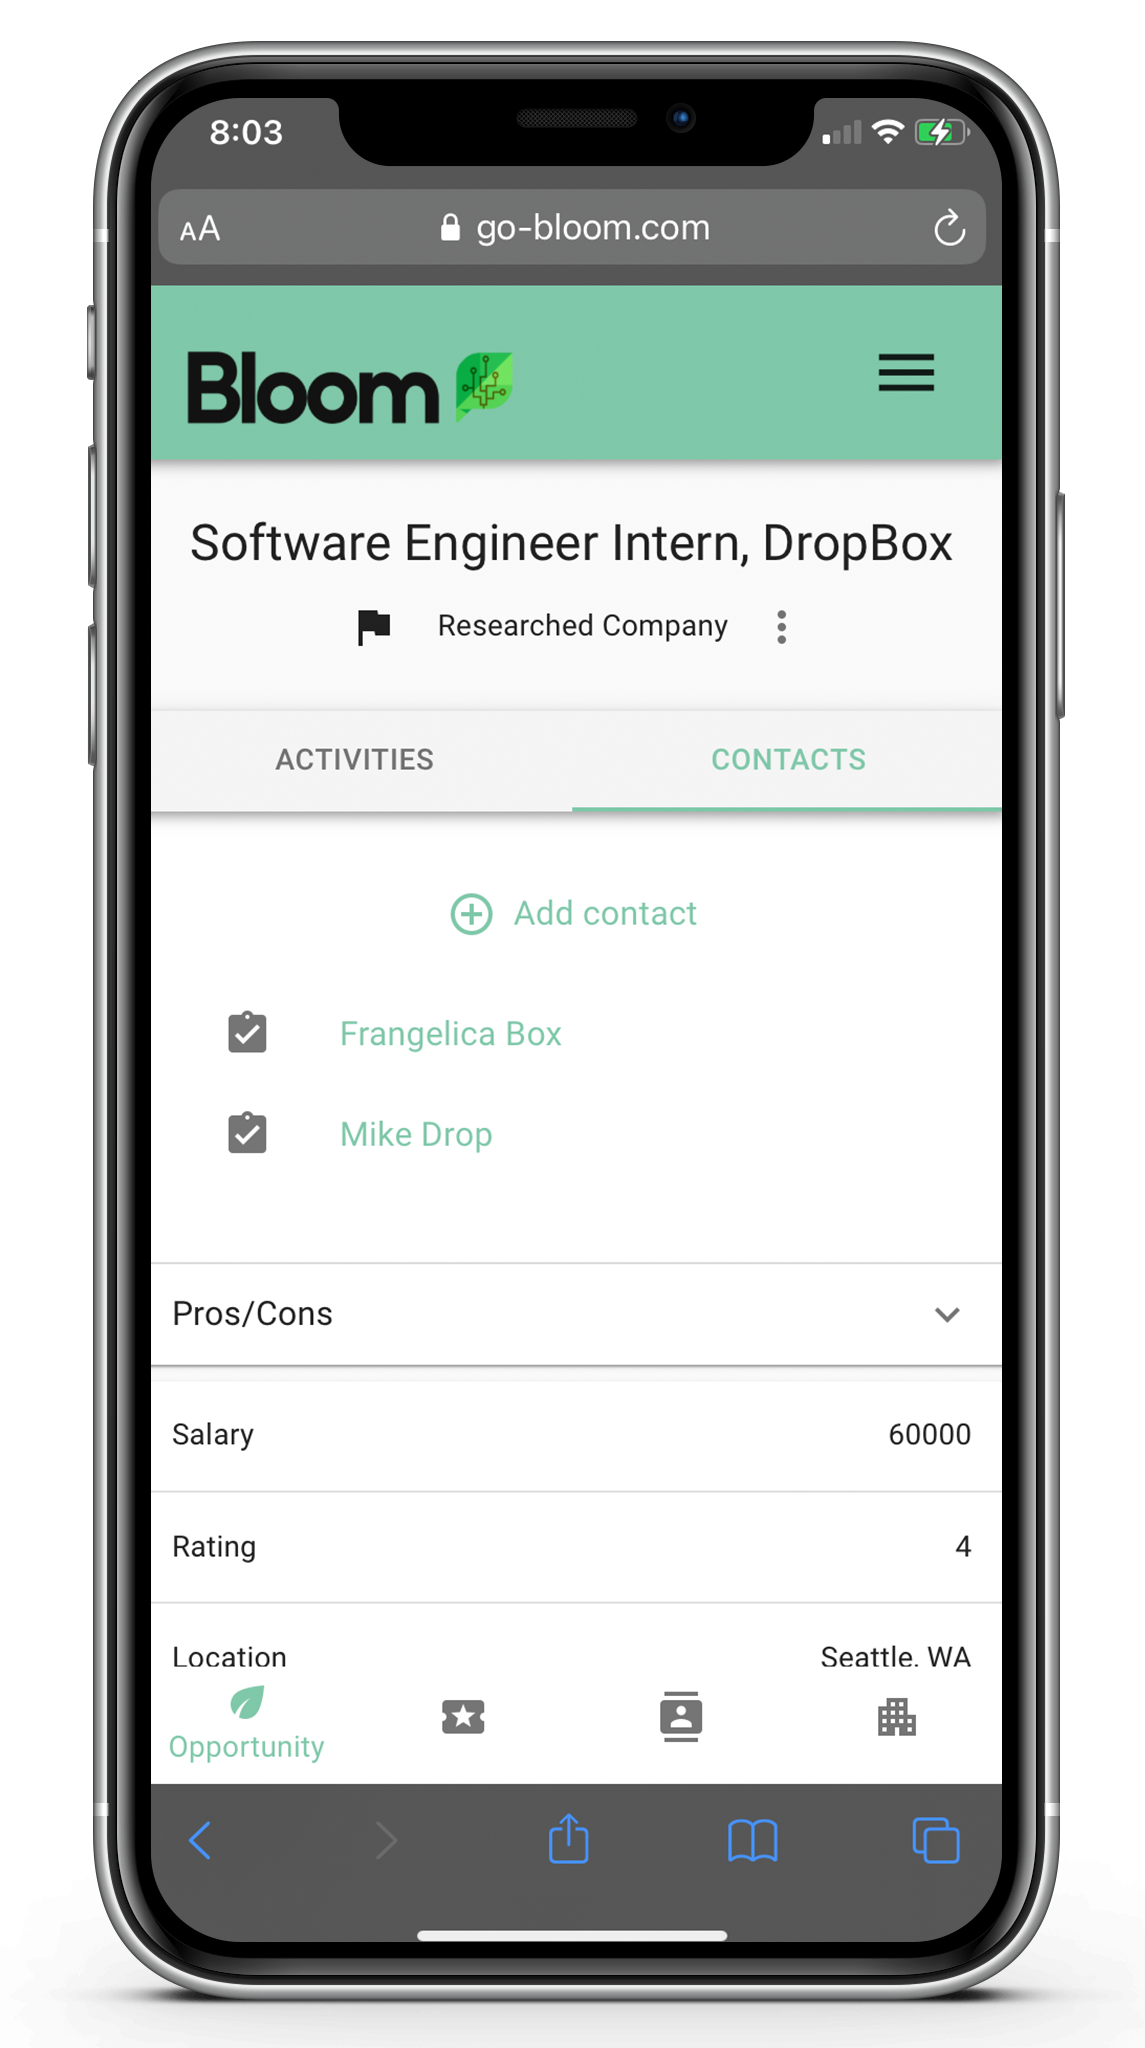 8:03
AA go-bloom.com
Bloom
Software Engineer Intern, DropBox
Researched Company
ACTIVITIES CONTACTS
Add contact
Frangelica Box
Mike Drop
Pros/Cons
Salary 60000
Rating 4
Location Seattle, WA
Opportunity